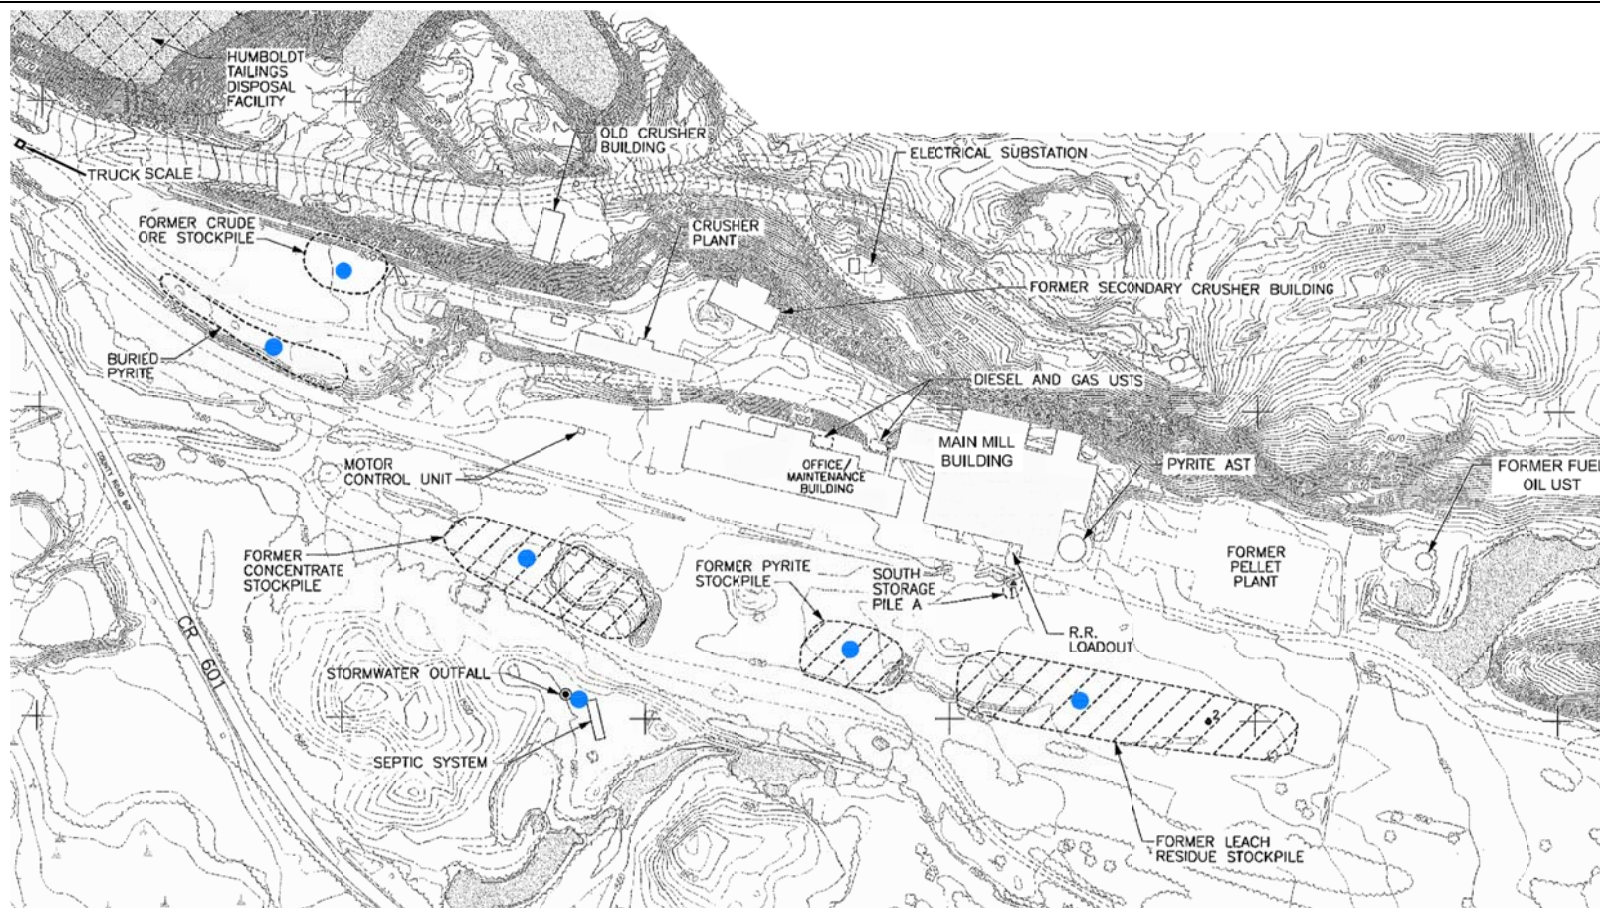 HUMBOLDT
TAILINGS
DISPOSAL
FACILITY
OLD CRUSHER
BUILDING
ELECTRICAL SUBSTATION
TRUCK SCALE
FORMER CRUDE
ORE STOCKPILE
CRUSHER
PLANT
FORMER SECONDARY CRUSHER BUILDING
BURIED
PYRITE
DIESEL AND GAS USTS
MAIN MILL
BUILDING
OFFICE/
MAINTENANCE
BUILDING
MOTOR
CONTROL UNIT
PYRITE AST
FORMER FUEL
OIL UST
FORMER
CONCENTRATE
STOCKPILE
FORMER PYRITE
STOCKPILE
SOUTH
STORAGE
PILE A
FORMER
PELLET
PLANT
R.R.
LOADOUT
CR 601
STORMWATER OUTFALL
2
SEPTIC SYSTEM
FORMER LEACH
RESIDUE STOCKPILE